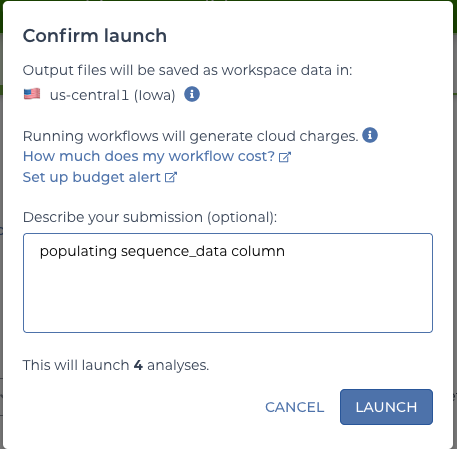 Confirm launch
Output files will be saved as workspace data in:
us-central1 (Iowa)
Running workflows will generate cloud charges.
How much does my workflow cost?
Set up budget alert
Describe your submission (optional):
populating sequence_data column
This will launch 4 analyses.
CANCEL LAUNCH